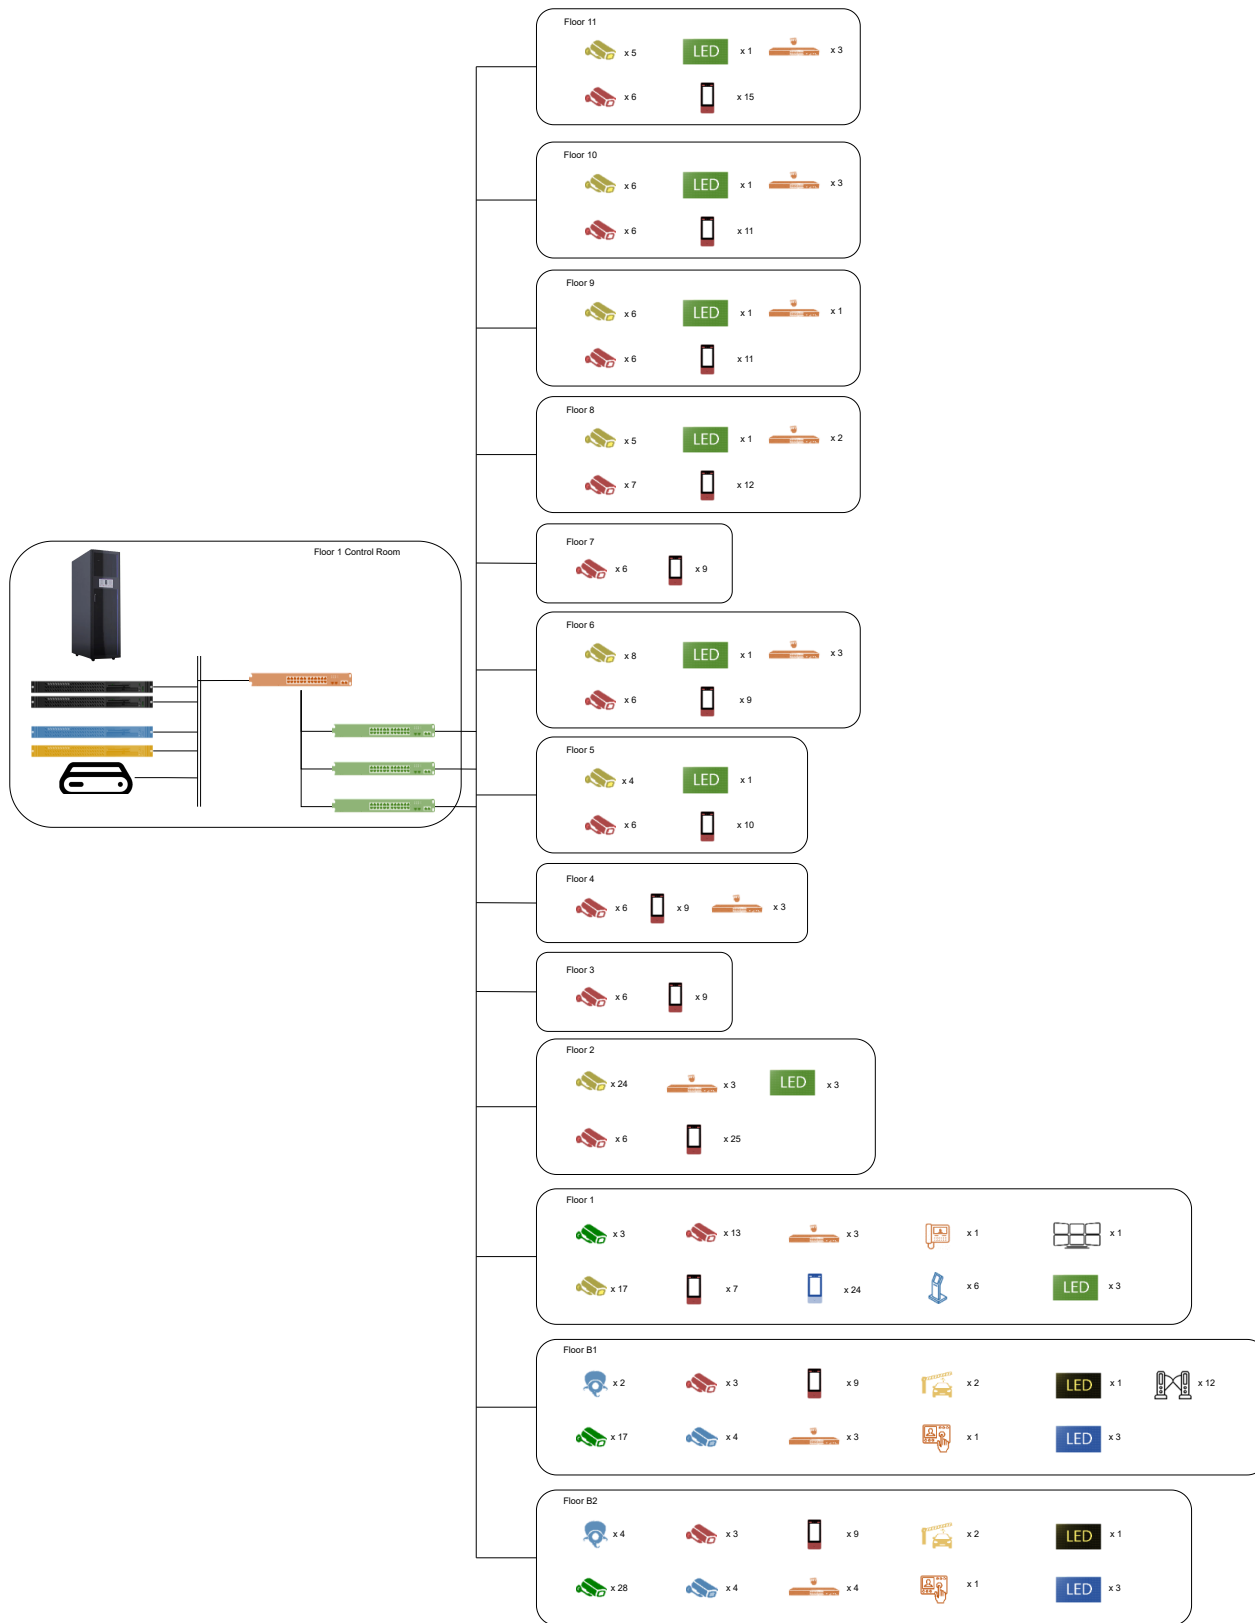 Floor 11
x 5 LED x 1 x 3
x 6 x 15
Floor 10
x 6 LED x 1 x 3
x 6 x 11
Floor 9
x 6 LED x 1 x 1
x 6 x 11
Floor 8
x 5 LED x 1 x 2
x 7 x 12
Floor 1 Control Room
Floor 7
x 6 x 9
Floor 6
x 8 LED x 1 x 3
x 6 x 9
Floor 5
x 4 LED x 1
x 6 x 10
Floor 4
x 6 x 9 x 3
Floor 3
x 6 x 9
Floor 2
x 24 x 3 LED x 3
x 6 x 25
Floor 1
x 3 x 13 x 3 x 1 x 1
x 17 x 7 x 24 x 6 LED x 3
Floor B1
x 2 x 3 x 9 x 2 LED x 1 x 12
x 17 x 4 x 3 x 1 LED x 3
Floor B2
x 4 x 3 x 9 x 2 LED x 1
x 28 x 4 x 4 x 1 LED x 3